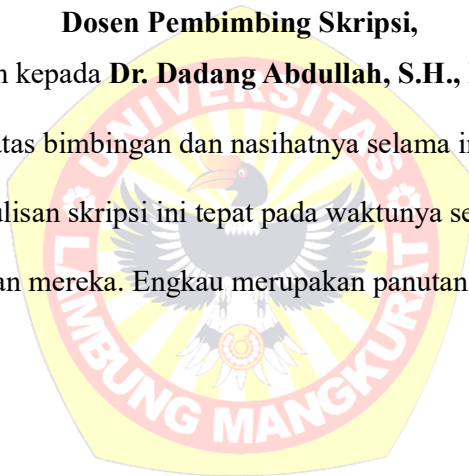 Dosen Pembimbing Skripsi,
n kepada Dr. Dadang Abdullah, S.H.,
atas bimbingan dan nasihatnya selama in
ulisan skripsi ini tepat pada waktunya se
an mereka. Engkau merupakan panutan
UNIVERSITAS
LAMBUNG MANGKURAT